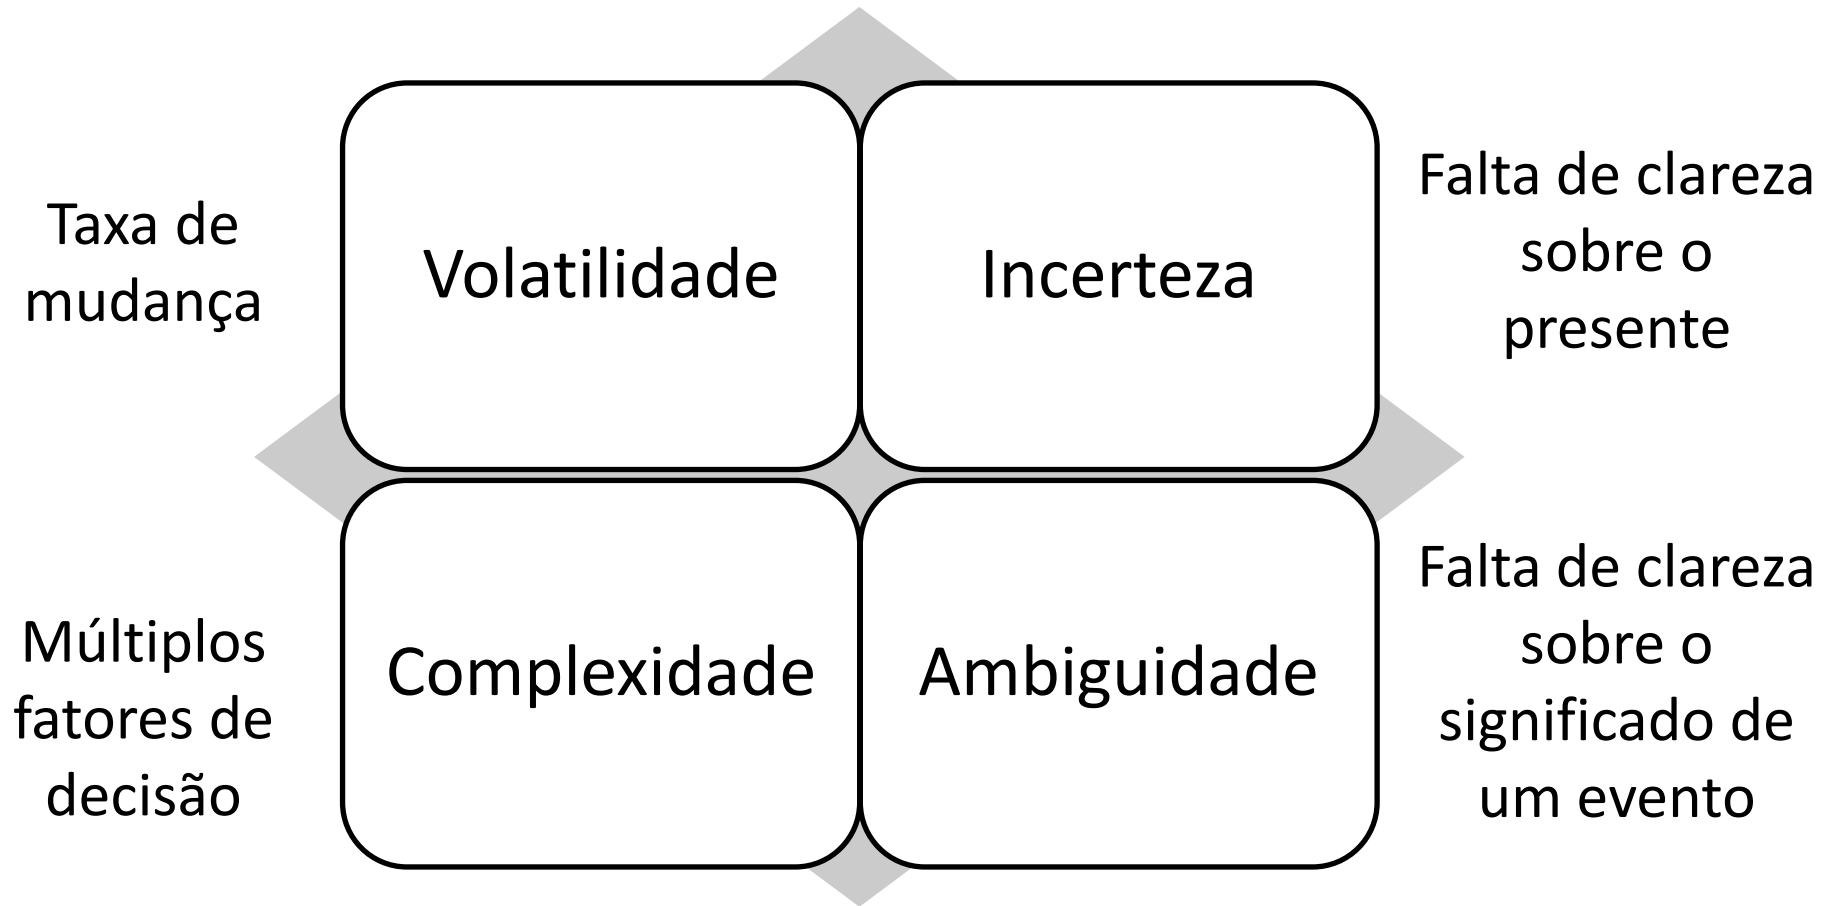 Taxa de
mudança
Volatilidade
Incerteza
Falta de clareza
sobre o
presente
Múltiplos
fatores de
decisão
Complexidade
Ambiguidade
Falta de clareza
sobre o
significado de
um evento